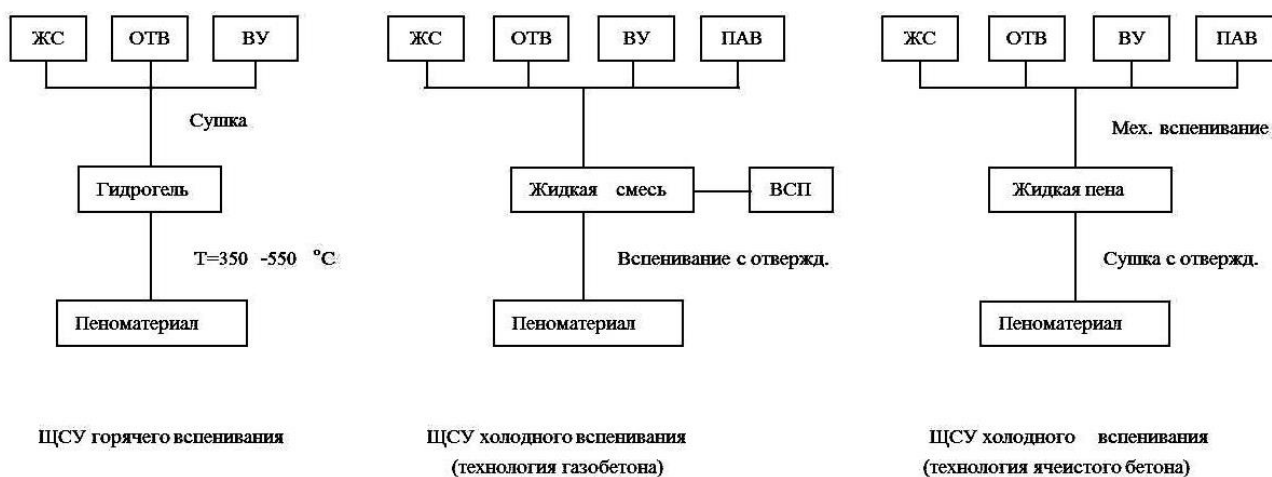 ЖС
ОТВ
ВУ
Сушка
Гидрогель
Т=350 -550 °С
Пеноматериал
ЩСУ горячего вспенивания
ЖС
ОТВ
ВУ
ПАВ
Жидкая смесь
ВСП
Вспенивание с отвержд.
Пеноматериал
ЩСУ холодного вспенивания
(технология газобетона)
ЖС
ОТВ
ВУ
ПАВ
Мех. вспенивание
Жидкая пена
Сушка с отвержд.
Пеноматериал
ЩСУ холодного вспенивания
(технология ячеистого бетона)